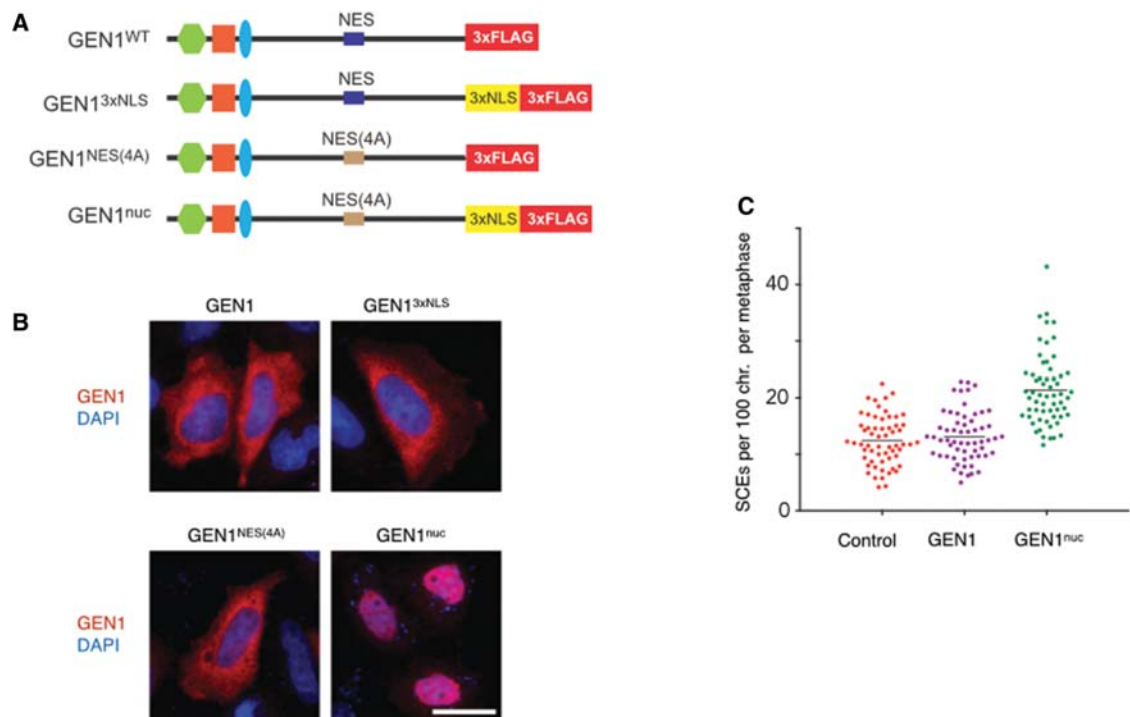 A
GEN1WT
NES
3xFLAG
GEN13xNLS
NES
3xNLS 3xFLAG
GEN1NES(4A)
NES(4A)
3xFLAG
GEN1nuc
NES(4A)
3xNLS 3xFLAG
B
GEN1
GEN13xNLS
GEN1
DAPI
GEN1NES(4A)
GEN1nuc
GEN1
DAPI
C
SCEs per 100 chr. per metaphase
40
20
0
Control GEN1 GEN1nuc